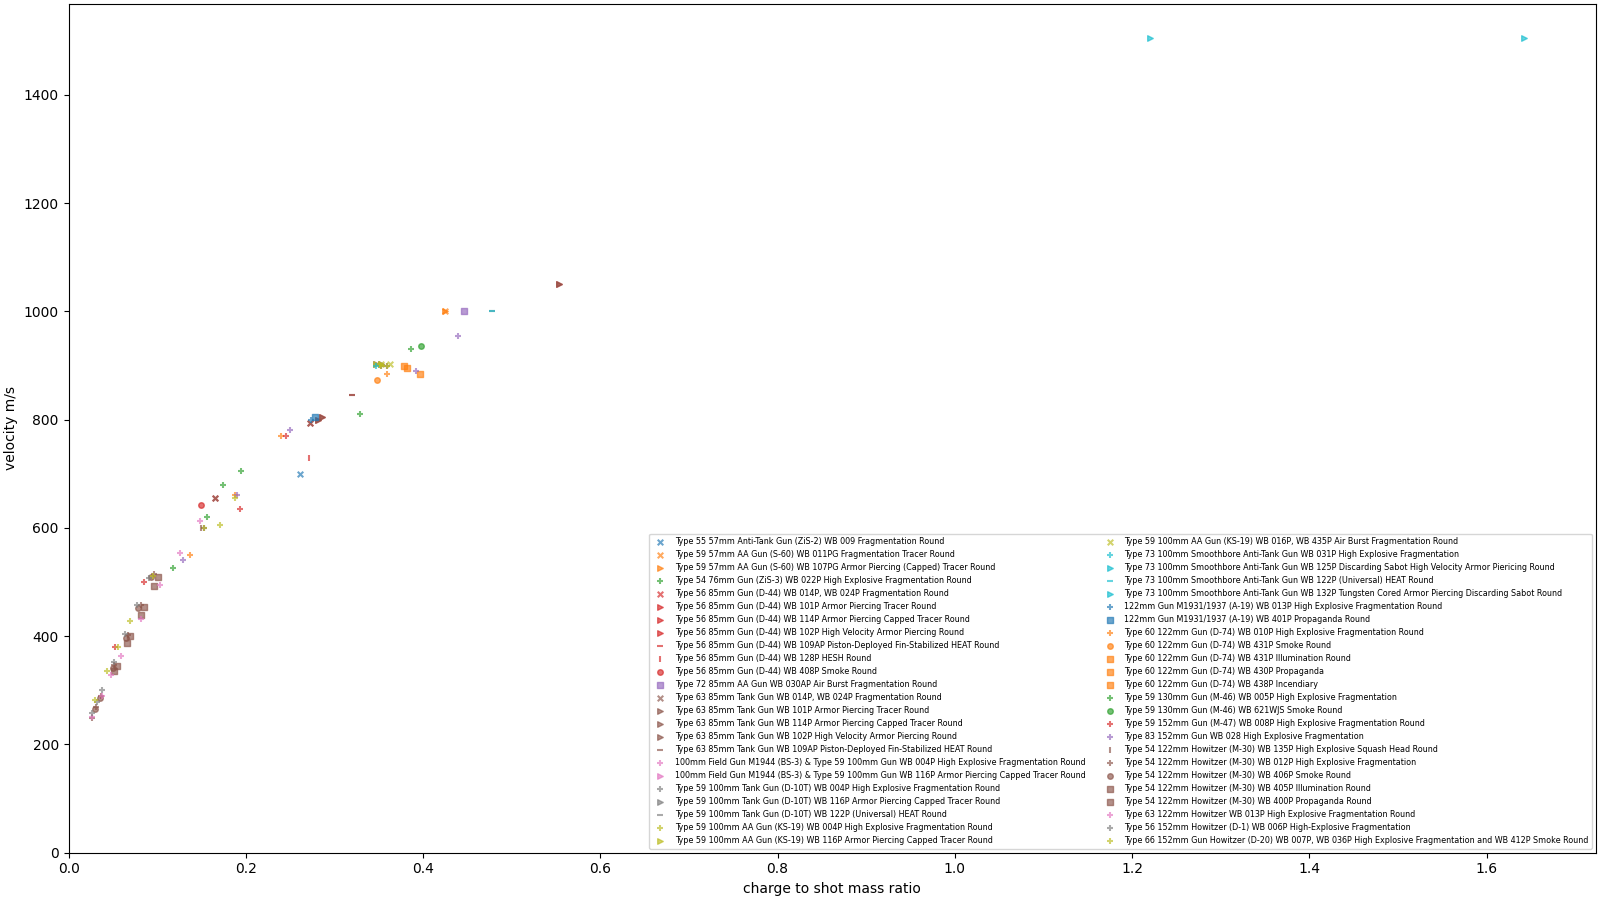 1400
1200
1000
800
600
400
200
0
velocity m/s
0.0
0.2
0.4
0.6
0.8
1.0
1.2
1.4
1.6
charge to shot mass ratio
Type 55 57mm Anti-Tank Gun (ZiS-2) WB 009 Fragmentation Round
Type 59 57mm AA Gun (S-60) WB 011PG Fragmentation Tracer Round
Type 59 57mm AA Gun (S-60) WB 107PG Armor Piercing (Capped) Tracer Round
Type 54 76mm Gun (ZiS-3) WB 022P High Explosive Fragmentation Round
Type 56 85mm Gun (D-44) WB 014P, WB 024P Fragmentation Round
Type 56 85mm Gun (D-44) WB 101P Armor Piercing Tracer Round
Type 56 85mm Gun (D-44) WB 114P Armor Piercing Capped Tracer Round
Type 56 85mm Gun (D-44) WB 102P High Velocity Armor Piercing Round
Type 56 85mm Gun (D-44) WB 109AP Piston-Deployed Fin-Stabilized HEAT Round
Type 56 85mm Gun (D-44) WB 128P HESH Round
Type 56 85mm Gun (D-44) WB 408P Smoke Round
Type 72 85mm AA Gun WB 030AP Air Burst Fragmentation Round
Type 63 85mm Tank Gun WB 014P, WB 024P Fragmentation Round
Type 63 85mm Tank Gun WB 101P Armor Piercing Tracer Round
Type 63 85mm Tank Gun WB 114P Armor Piercing Capped Tracer Round
Type 63 85mm Tank Gun WB 102P High Velocity Armor Piercing Round
Type 63 85mm Tank Gun WB 109AP Piston-Deployed Fin-Stabilized HEAT Round
100mm Field Gun M1944 (BS-3) & Type 59 100mm Gun WB 004P High Explosive Fragmentation Round
100mm Field Gun M1944 (BS-3) & Type 59 100mm Gun WB 116P Armor Piercing Capped Tracer Round
Type 59 100mm Tank Gun (D-10T) WB 004P High Explosive Fragmentation Round
Type 59 100mm Tank Gun (D-10T) WB 116P Armor Piercing Capped Tracer Round
Type 59 100mm Tank Gun (D-10T) WB 122P (Universal) HEAT Round
Type 59 100mm AA Gun (KS-19) WB 004P High Explosive Fragmentation Round
Type 59 100mm AA Gun (KS-19) WB 116P Armor Piercing Capped Tracer Round
Type 59 100mm AA Gun (KS-19) WB 016P, WB 435P Air Burst Fragmentation Round
Type 73 100mm Smoothbore Anti-Tank Gun WB 031P High Explosive Fragmentation
Type 73 100mm Smoothbore Anti-Tank Gun WB 125P Discarding Sabot High Velocity Armor Piericing Round
Type 73 100mm Smoothbore Anti-Tank Gun WB 122P (Universal) HEAT Round
Type 73 100mm Smoothbore Anti-Tank Gun WB 132P Tungsten Cored Armor Piercing Discarding Sabot Round
122mm Gun M1931/1937 (A-19) WB 013P High Explosive Fragmentation Round
122mm Gun M1931/1937 (A-19) WB 401P Propaganda Round
Type 60 122mm Gun (D-74) WB 010P High Explosive Fragmentation Round
Type 60 122mm Gun (D-74) WB 431P Smoke Round
Type 60 122mm Gun (D-74) WB 431P Illumination Round
Type 60 122mm Gun (D-74) WB 430P Propaganda
Type 60 122mm Gun (D-74) WB 438P Incendiary
Type 59 130mm Gun (M-46) WB 005P High Explosive Fragmentation
Type 59 130mm Gun (M-46) WB 621WJS Smoke Round
Type 59 152mm Gun (M-47) WB 008P High Explosive Fragmentation Round
Type 83 152mm Gun WB 028 High Explosive Fragmentation
Type 54 122mm Howitzer (M-30) WB 135P High Explosive Squash Head Round
Type 54 122mm Howitzer (M-30) WB 012P High Explosive Fragmentation
Type 54 122mm Howitzer (M-30) WB 406P Smoke Round
Type 54 122mm Howitzer (M-30) WB 405P Illumination Round
Type 54 122mm Howitzer (M-30) WB 400P Propaganda Round
Type 63 122mm Howitzer WB 013P High Explosive Fragmentation Round
Type 56 152mm Howitzer (D-1) WB 006P High-Explosive Fragmentation
Type 66 152mm Gun Howitzer (D-20) WB 007P, WB 036P High Explosive Fragmentation and WB 412P Smoke Round